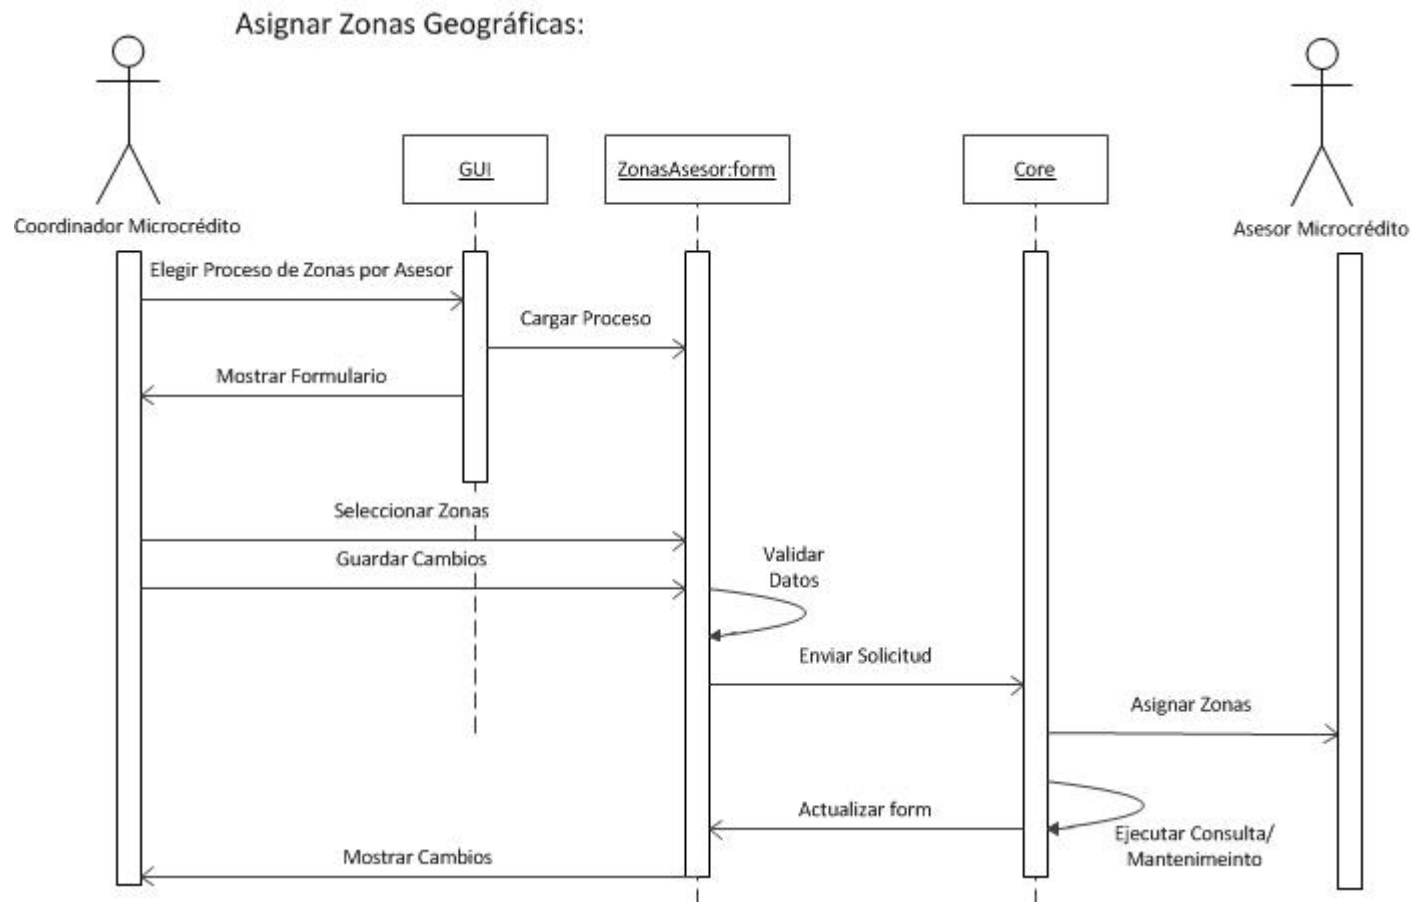 Asignar Zonas Geográficas:
GUI
ZonasAsesor:form
Core
Coordinador Microcrédito
Asesor Microcrédito
Elegir Proceso de Zonas por Asesor
Cargar Proceso
Mostrar Formulario
Seleccionar Zonas
Guardar Cambios
Validar
Datos
Enviar Solicitud
Asignar Zonas
Actualizar form
Ejecutar Consulta/
Mantenimeinto
Mostrar Cambios